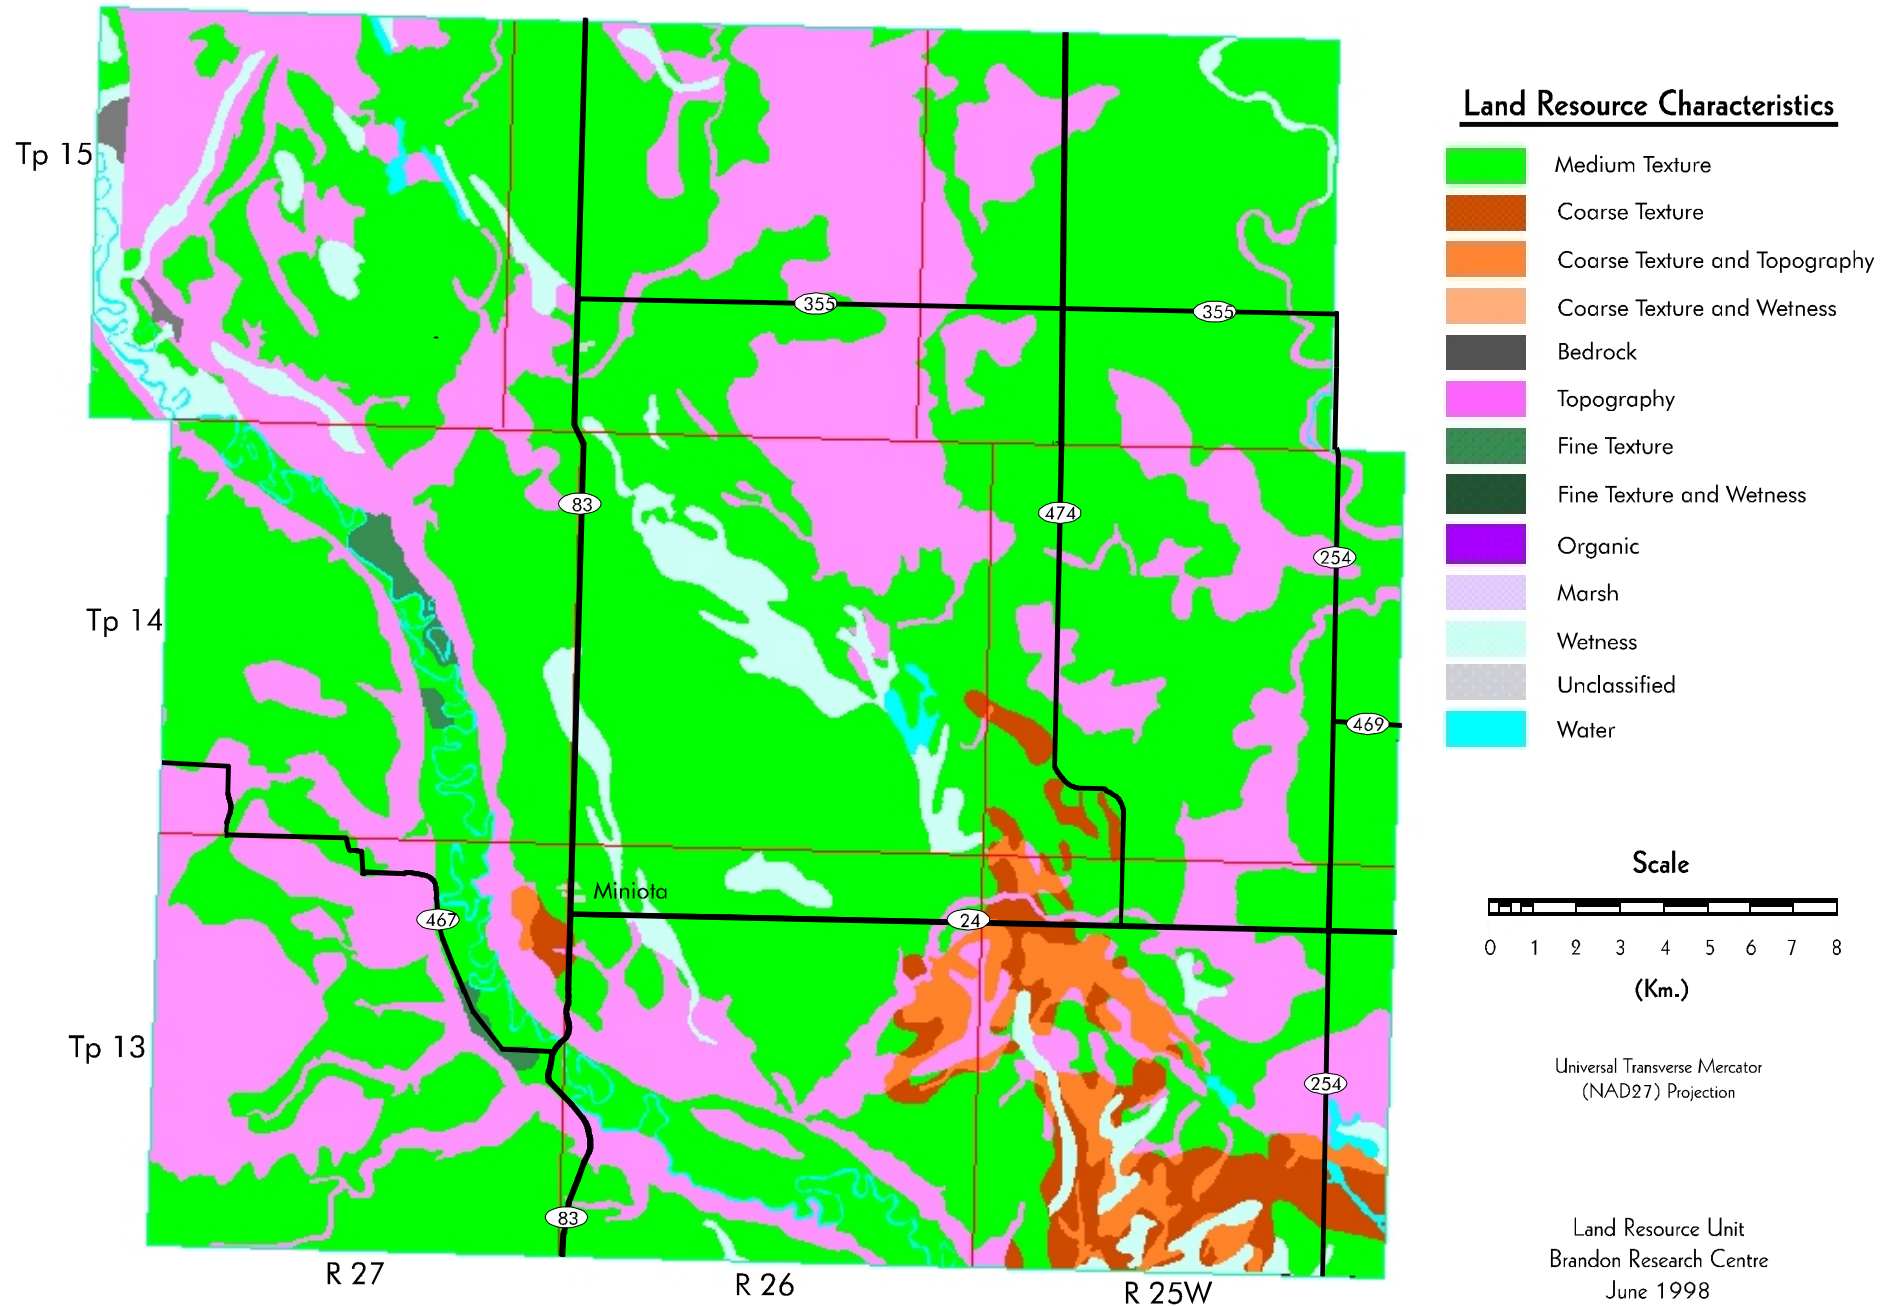 Land Resource Characteristics
Medium Texture
Coarse Texture
Coarse Texture and Topography
Coarse Texture and Wetness
Bedrock
Topography
Fine Texture
Fine Texture and Wetness
Organic
Marsh
Wetness
Unclassified
Water
Tp 15
355
355
83
474
254
Tp 14
469
Miniota
467
24
Tp 13
254
83
R 27
R 26
R 25W
Scale
0 1 2 3 4 5 6 7 8
(Km.)
Universal Transverse Mercator
(NAD27) Projection
Land Resource Unit
Brandon Research Centre
June 1998